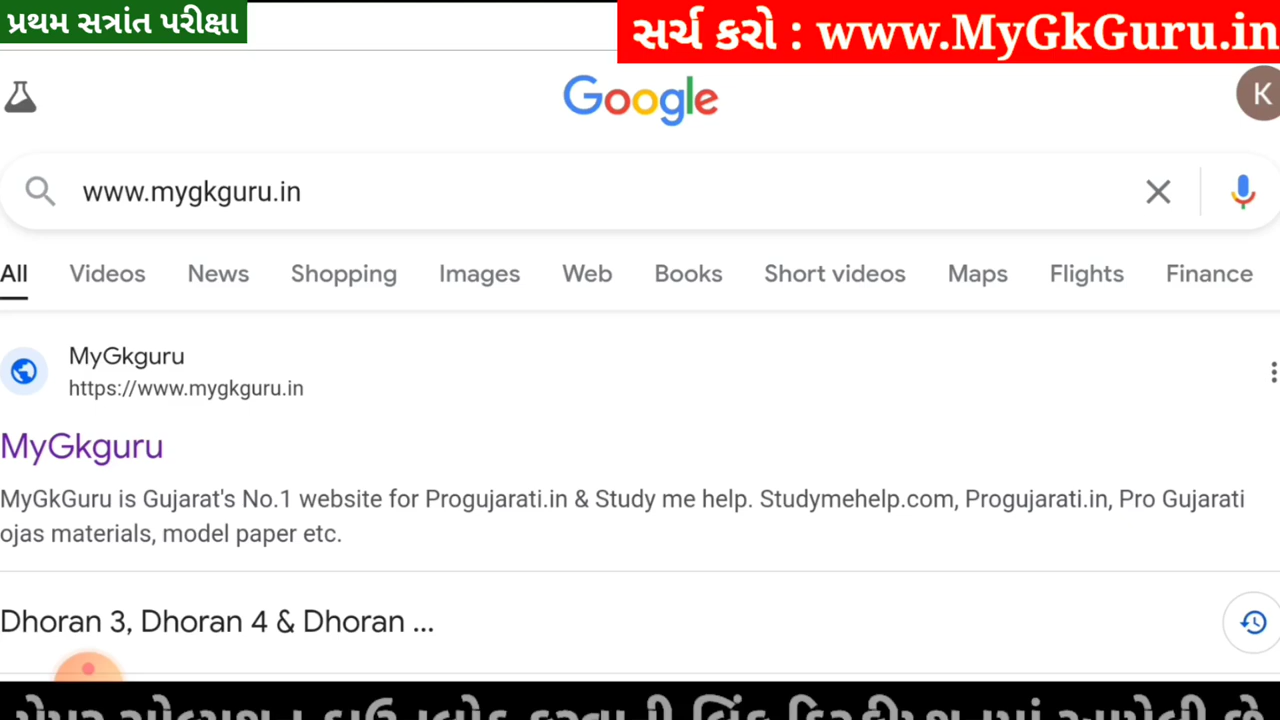 પ્રથમ સત્રાંત પરીક્ષા
સર્ચ કરો : www.MyGkGuru.in
Google
K
www.mygkguru.in
All Videos News Shopping Images Web Books Short videos Maps Flights Finance
MyGkguru
https://www.mygkguru.in
MyGkguru
MyGkGuru is Gujarat's No.1 website for Progujarati.in & Study me help. Studymehelp.com, Progujarati.in, Pro Gujarati
ojas materials, model paper etc.
Dhoran 3, Dhoran 4 & Dhoran ...